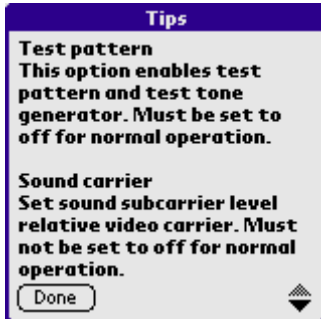 Tips
Test pattern
This option enables test
pattern and test tone
generator. Must be set to
off for normal operation.
Sound carrier
Set sound subcarrier level
relative video carrier. Must
not be set to off for normal
operation.
Done